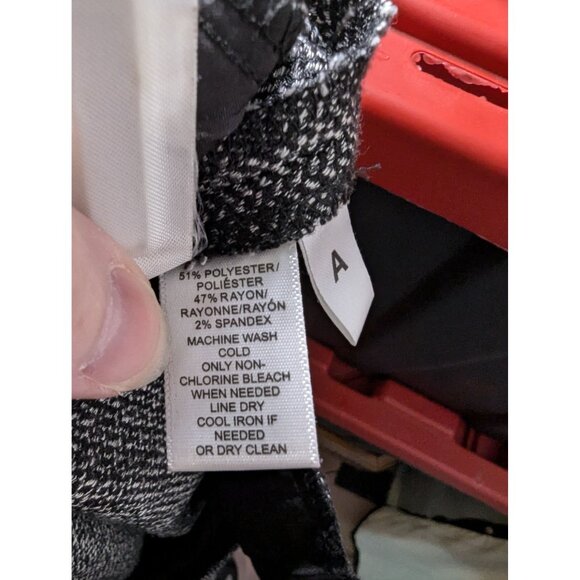 51% POLYESTER/
POLIÉSTER
47% RAYON/
RAYONNE/RAYÓN
2% SPANDEX
MACHINE WASH
COLD
ONLY NON-
CHLORINE BLEACH
WHEN NEEDED
LINE DRY
COOL IRON IF
NEEDED
OR DRY CLEAN
A